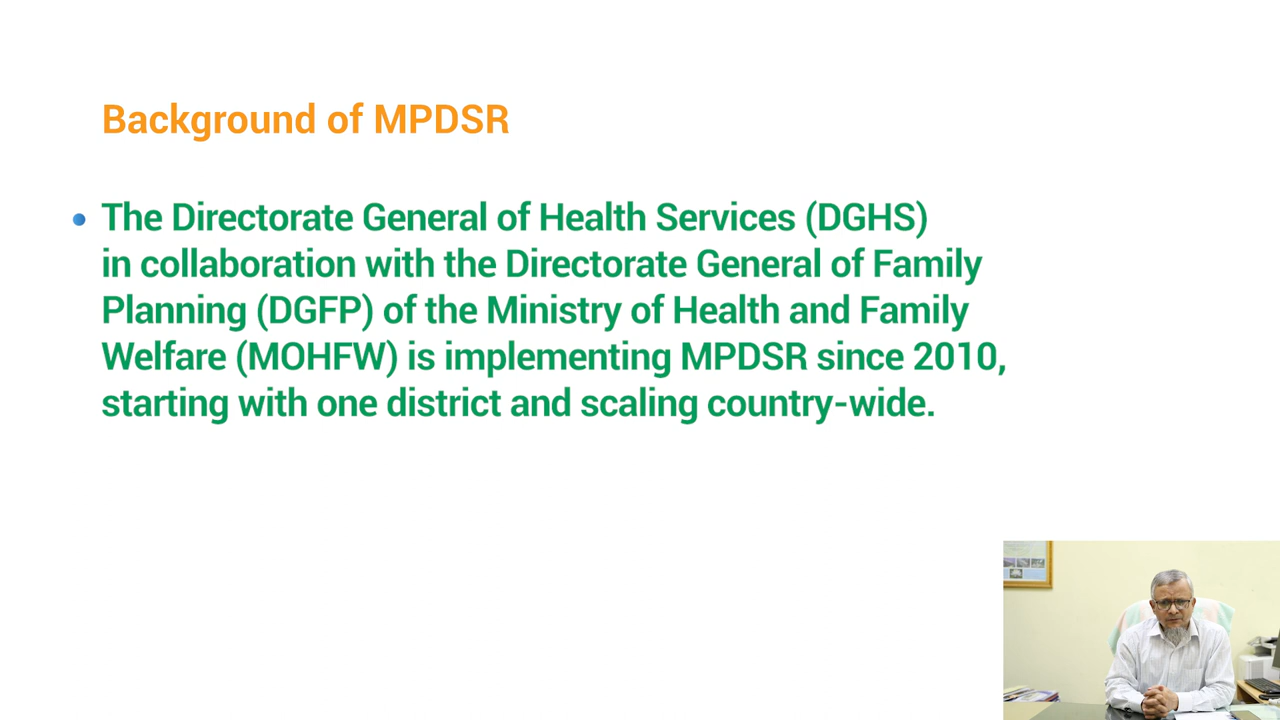 Background of MPDSR
• The Directorate General of Health Services (DGHS)
in collaboration with the Directorate General of Family
Planning (DGFP) of the Ministry of Health and Family
Welfare (MOHFW) is implementing MPDSR since 2010,
starting with one district and scaling country-wide.